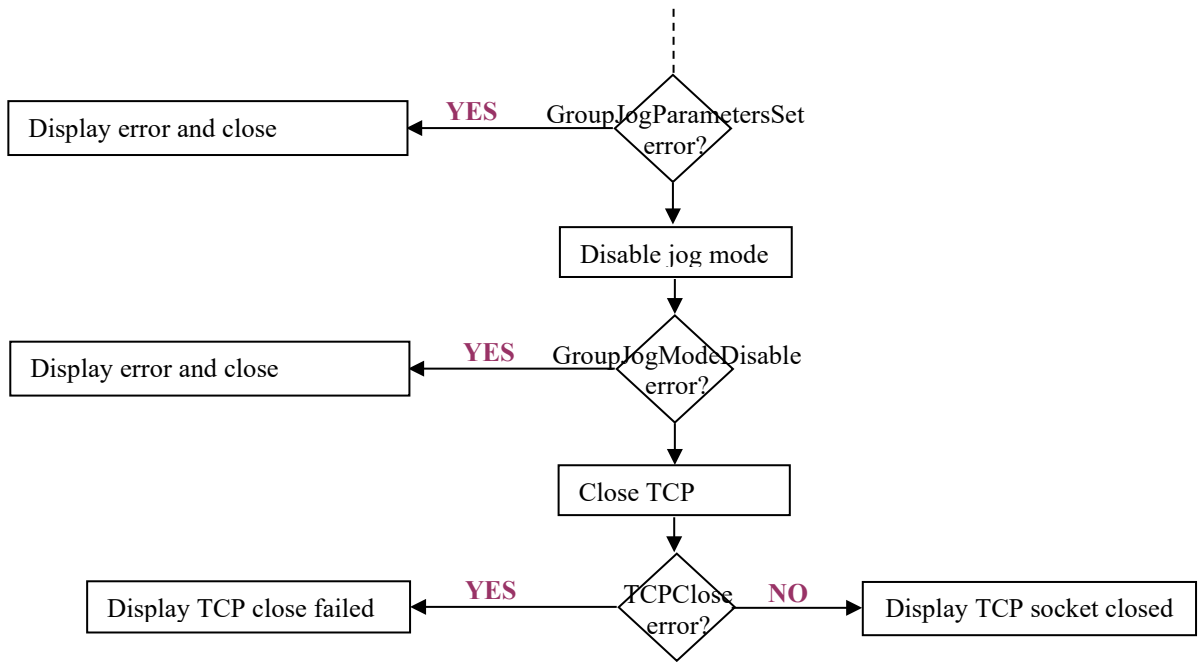 YES
GroupJogParametersSet
error?
Display error and close
Disable jog mode
YES
GroupJogModeDisable
error?
Display error and close
Close TCP
YES
TCPClose
error?
NO
Display TCP close failed
Display TCP socket closed